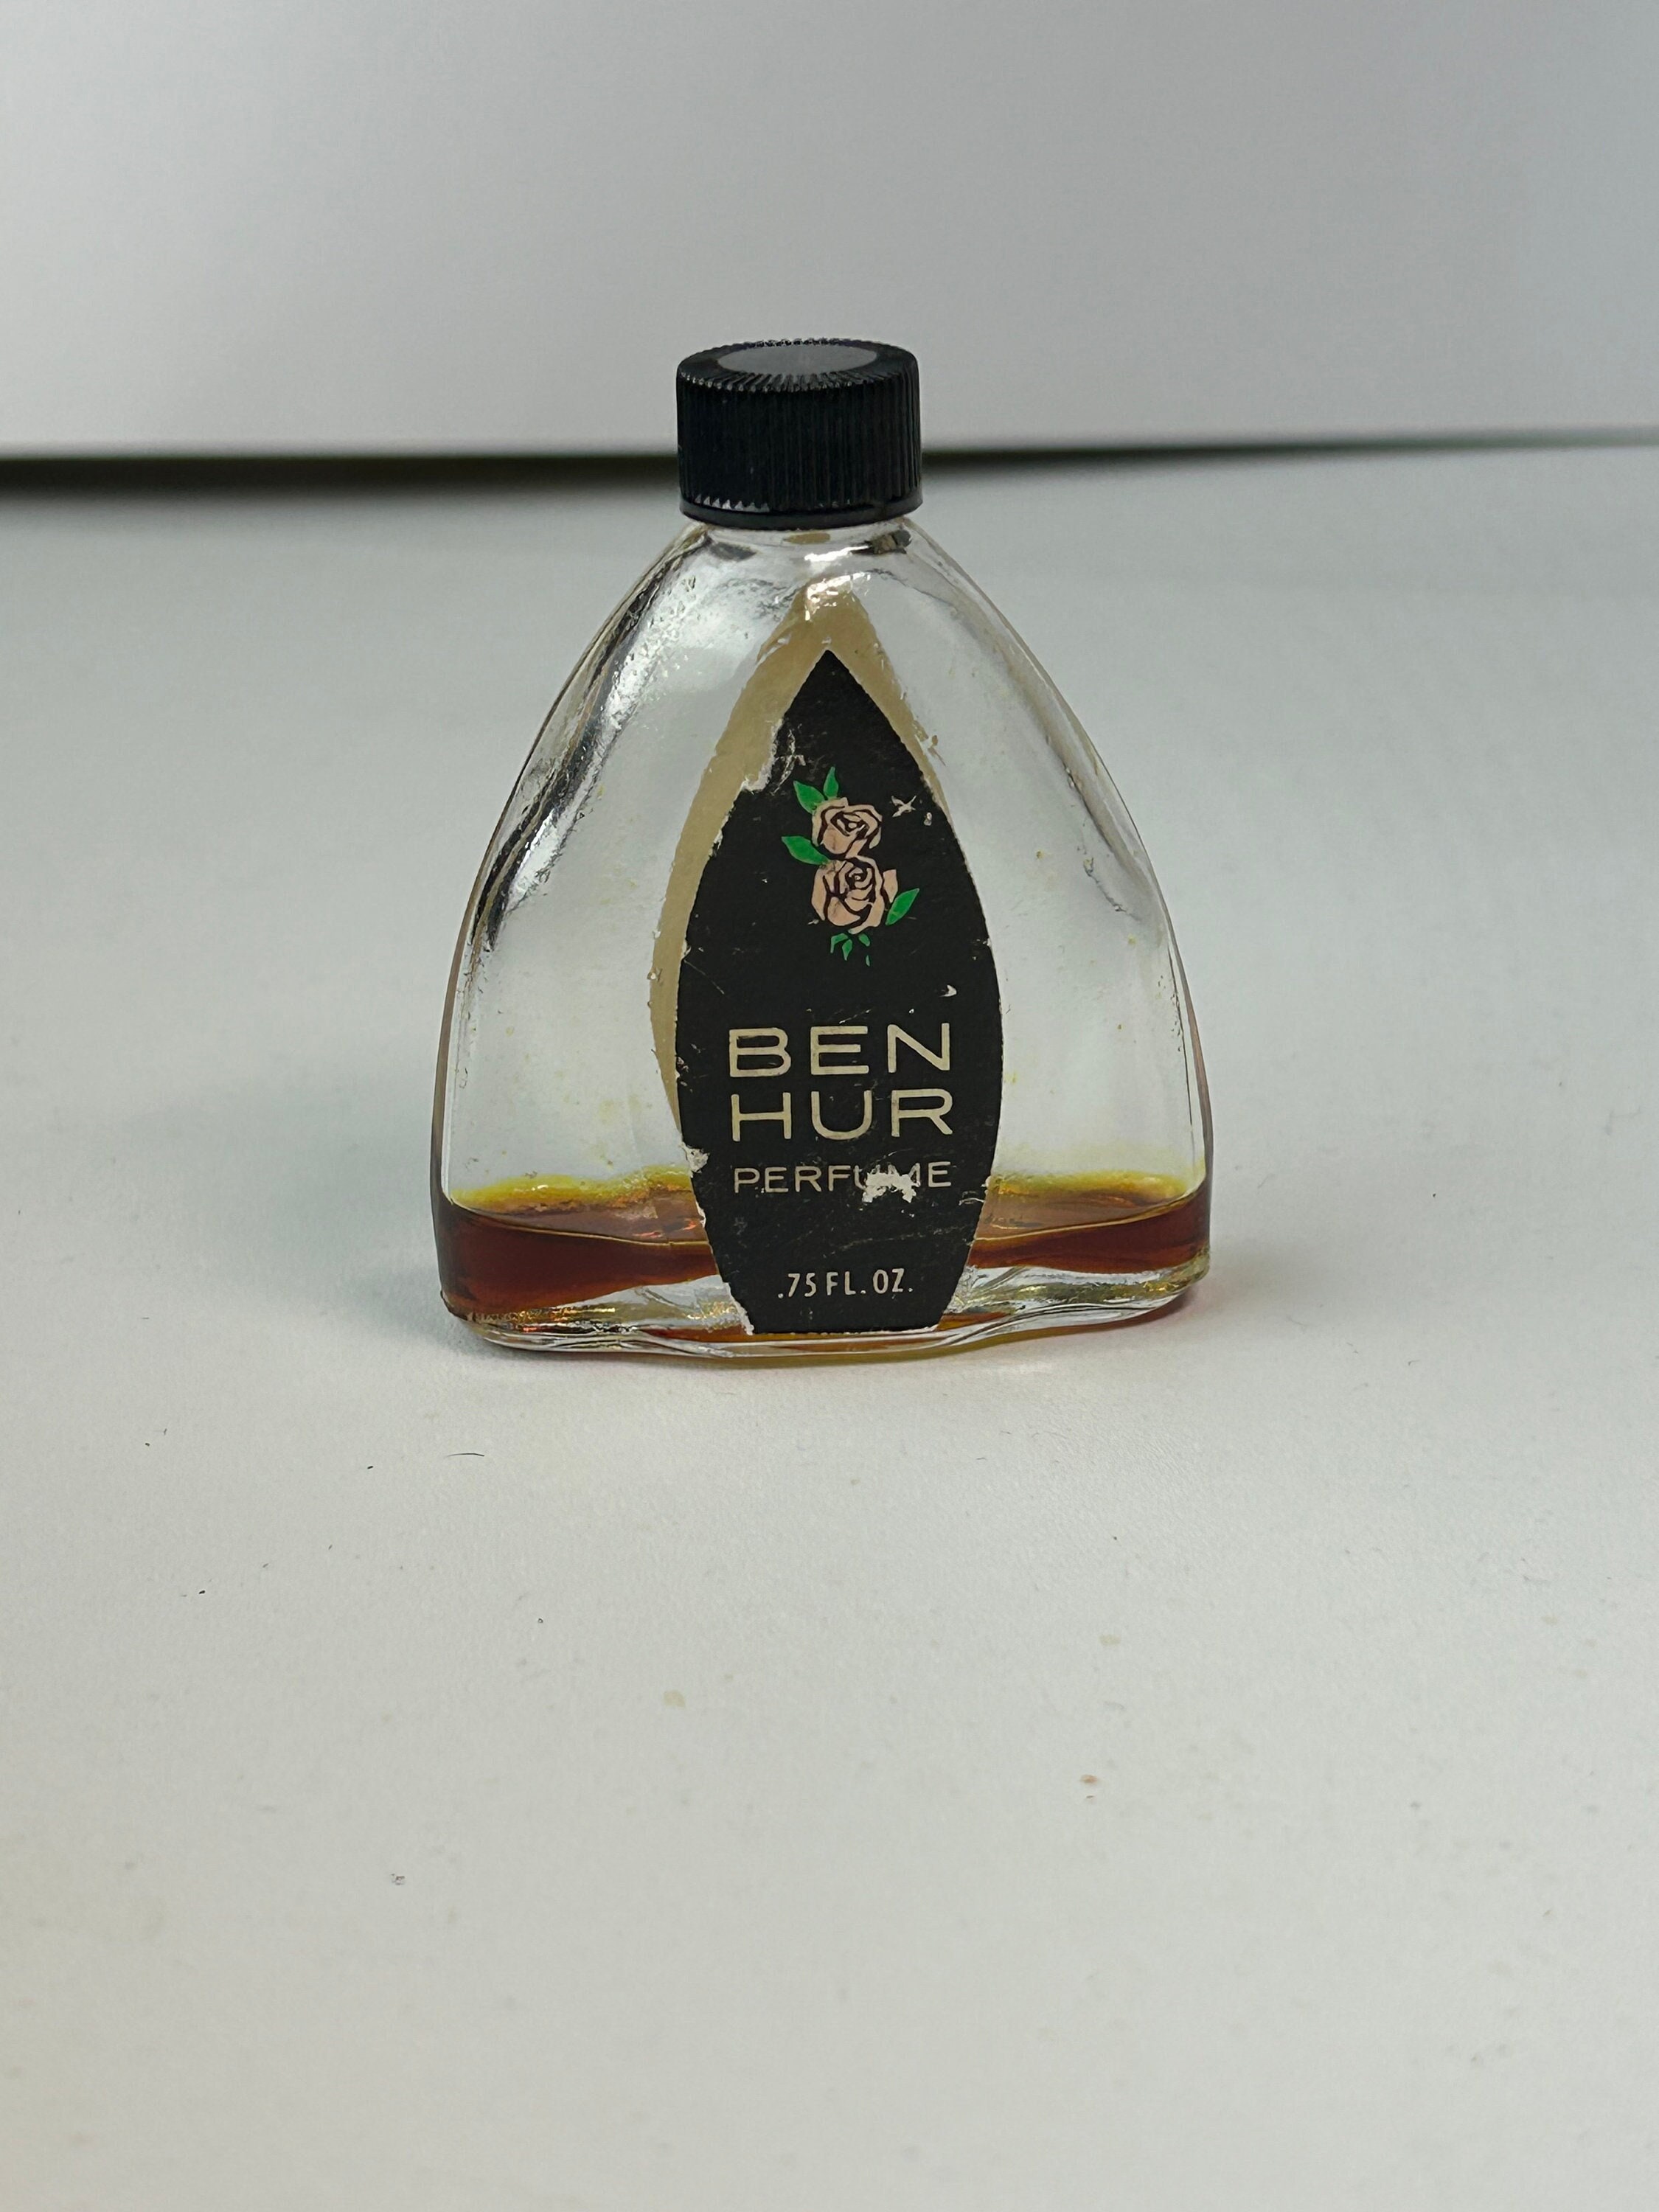 BEN
HUR
PERFUME
.75 FL. OZ.